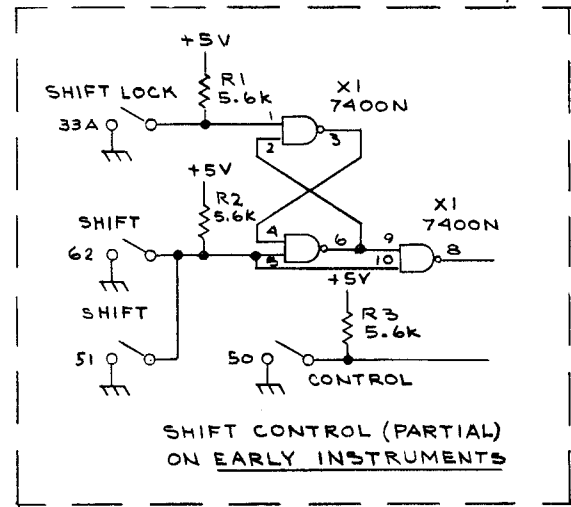 +5V
R1
5.6k
X1
7400N
SHIFT LOCK
33A
1
2
3
+5V
R2
5.6k
X1
7400N
SHIFT
62
4
5
6
9
10
8
+5V
SHIFT
R3
5.6k
51
50
CONTROL
SHIFT CONTROL (PARTIAL)
ON EARLY INSTRUMENTS